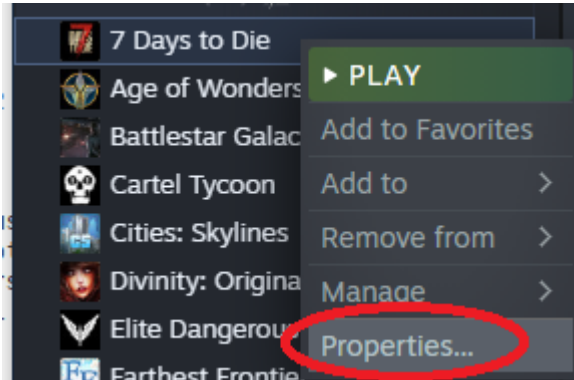 7 Days to Die
Age of Wonders
Battlestar Galac
Cartel Tycoon
Cities: Skylines
Divinity: Origina
Elite Dangerou
Farthest Frontie
▸ PLAY
Add to Favorites
Add to >
Remove from >
Manage >
Properties...